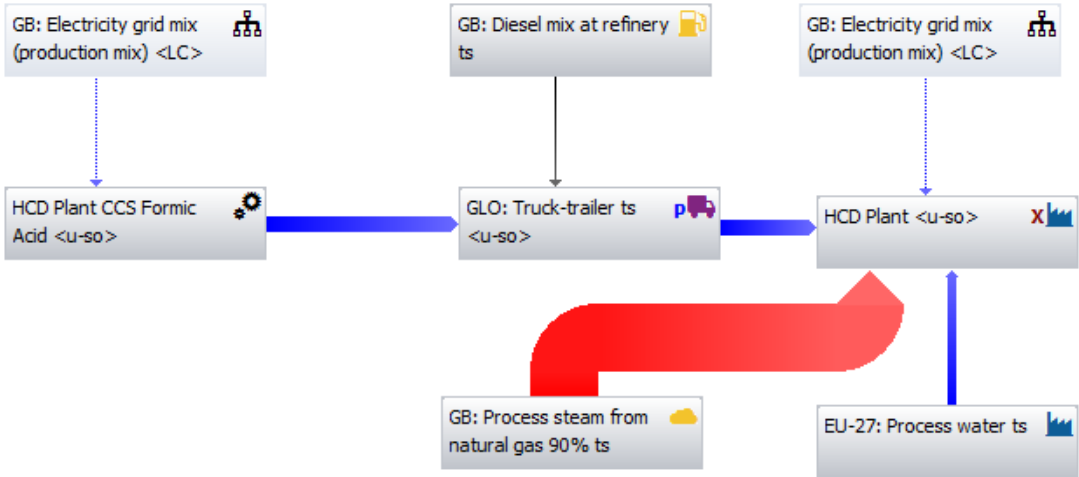 GB: Electricity grid mix
(production mix) <LC>
GB: Diesel mix at refinery
ts
GB: Electricity grid mix
(production mix) <LC>
HCD Plant CCS Formic
Acid <u-so>
GLO: Truck-trailer ts
<u-so>
p
HCD Plant <u-so>
X
GB: Process steam from
natural gas 90% ts
EU-27: Process water ts